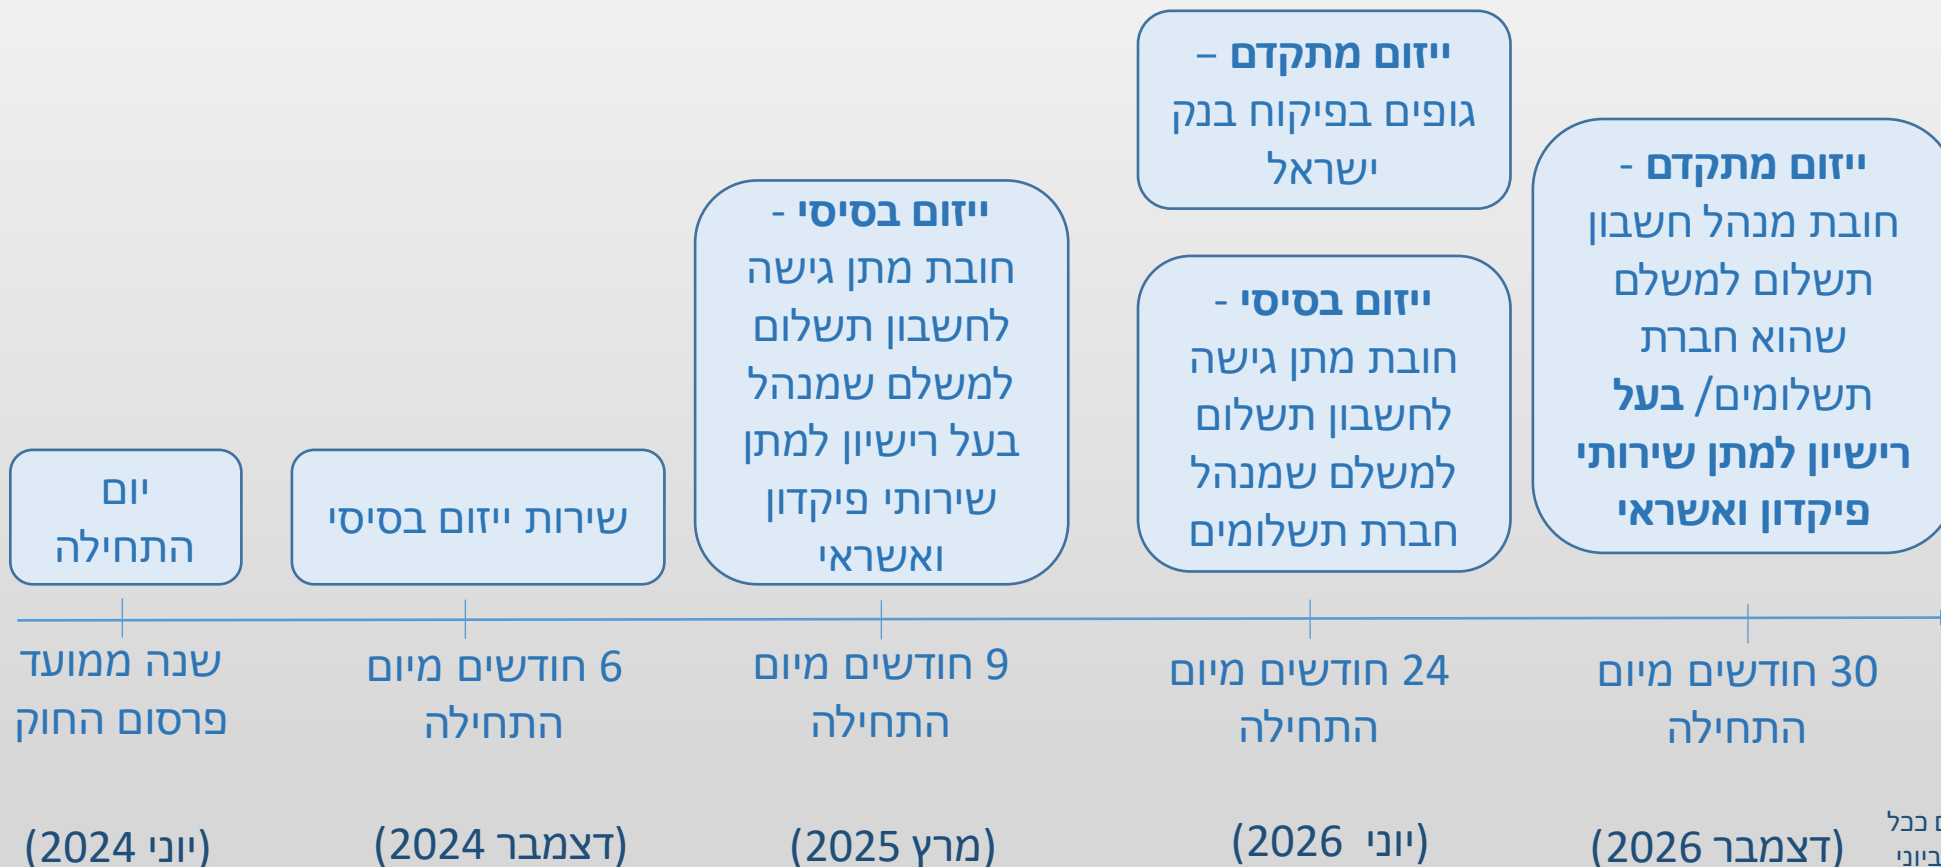 יום
התחילה
שירות ייזום בסיסי
ייזום בסיסי -
חובת מתן גישה
לחשבון תשלום
למשלם שמנהל
בעל רישיון למתן
שירותי פיקדון
ואשראי
ייזום מתקדם –
גופים בפיקוח בנק
ישראל
ייזום בסיסי -
חובת מתן גישה
לחשבון תשלום
למשלם שמנהל
חברת תשלומים
ייזום מתקדם -
חובת מנהל חשבון
תשלום למשלם
שהוא חברת
תשלומים/ בעל
רישיון למתן שירותי
פיקדון ואשראי
שנה ממועד
פרסום החוק
6 חודשים מיום
התחילה
9 חודשים מיום
התחילה
24 חודשים מיום
התחילה
30 חודשים מיום
התחילה
(יוני 2024)
(דצמבר 2024)
(מרץ 2025)
(יוני 2026)
(דצמבר 2026)
ככל
ביוני